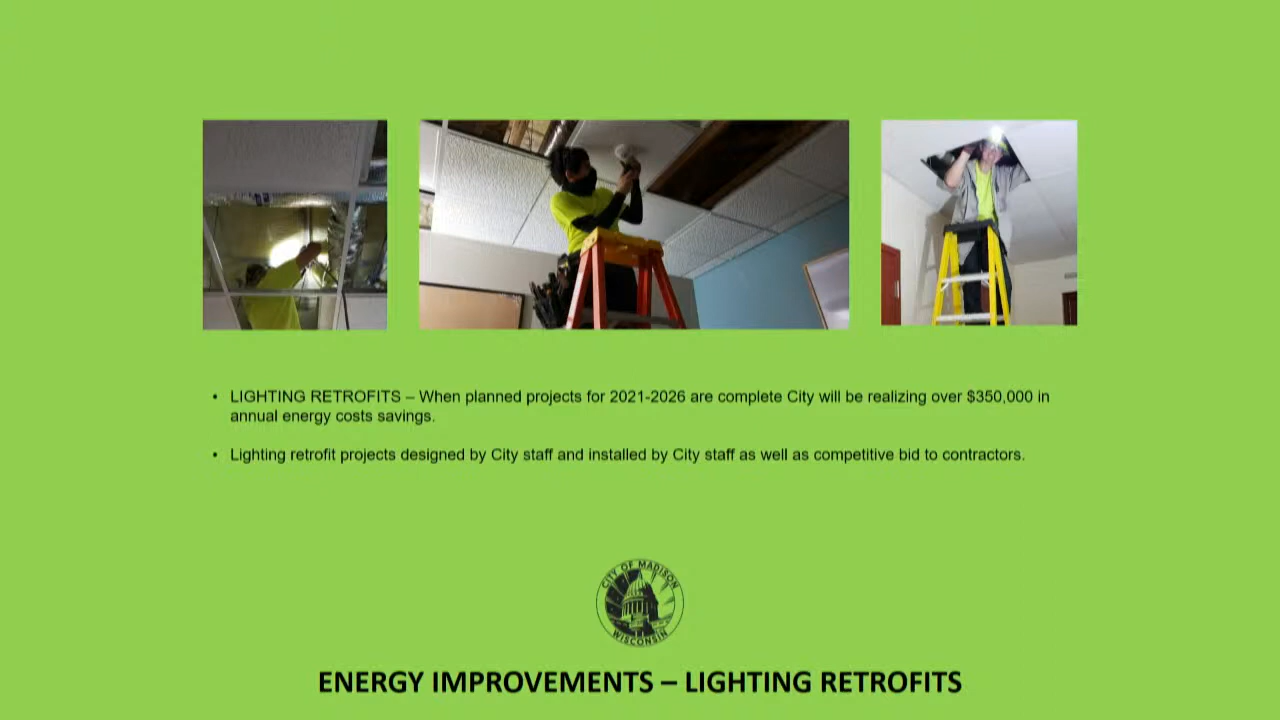 • LIGHTING RETROFITS – When planned projects for 2021-2026 are complete City will be realizing over $350,000 in
annual energy costs savings.
• Lighting retrofit projects designed by City staff and installed by City staff as well as competitive bid to contractors.
CITY OF MADISON
WISCONSIN
ENERGY IMPROVEMENTS – LIGHTING RETROFITS